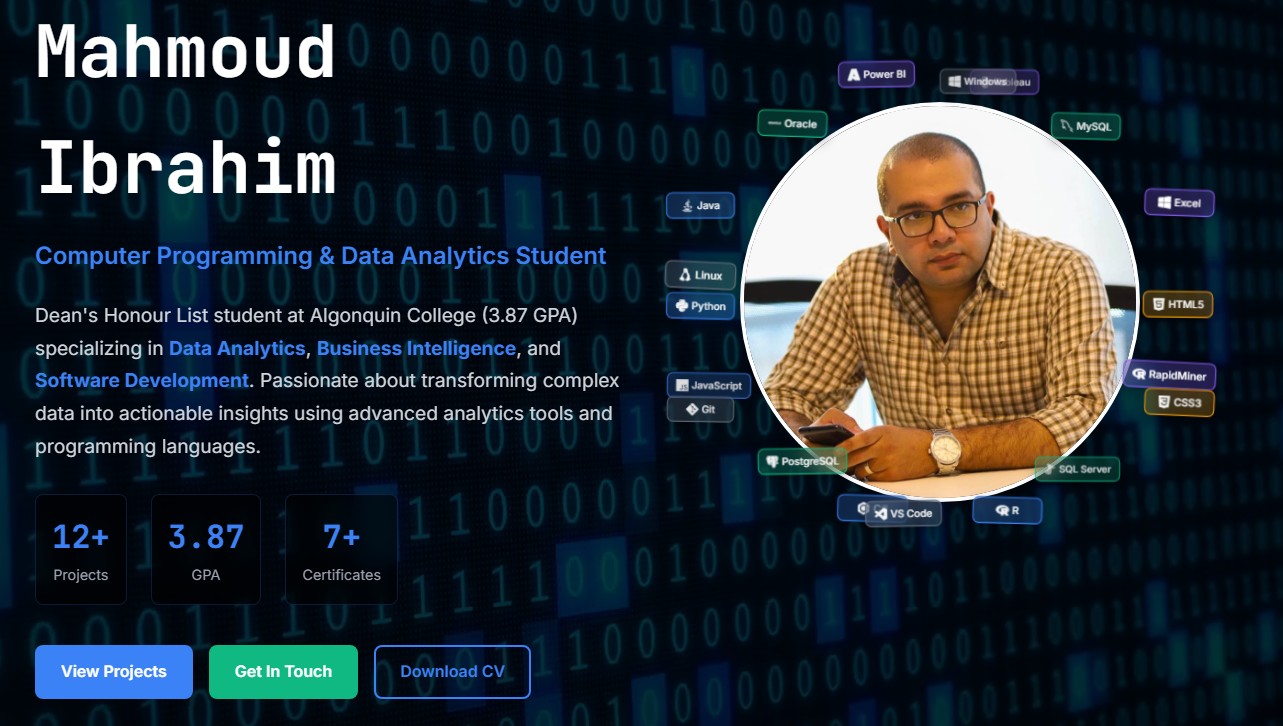 Mahmoud
Ibrahim
Computer Programming & Data Analytics Student
Dean's Honour List student at Algonquin College (3.87 GPA)
specializing in Data Analytics, Business Intelligence, and
Software Development. Passionate about transforming complex
data into actionable insights using advanced analytics tools and
programming languages.
12+
Projects
3.87
GPA
7+
Certificates
View Projects
Get In Touch
Download CV
Power BI
Windows
Oracle
MySQL
Java
Excel
Linux
Python
HTML5
JavaScript
RapidMiner
Git
CSS3
PostgreSQL
SQL Server
VS Code
R